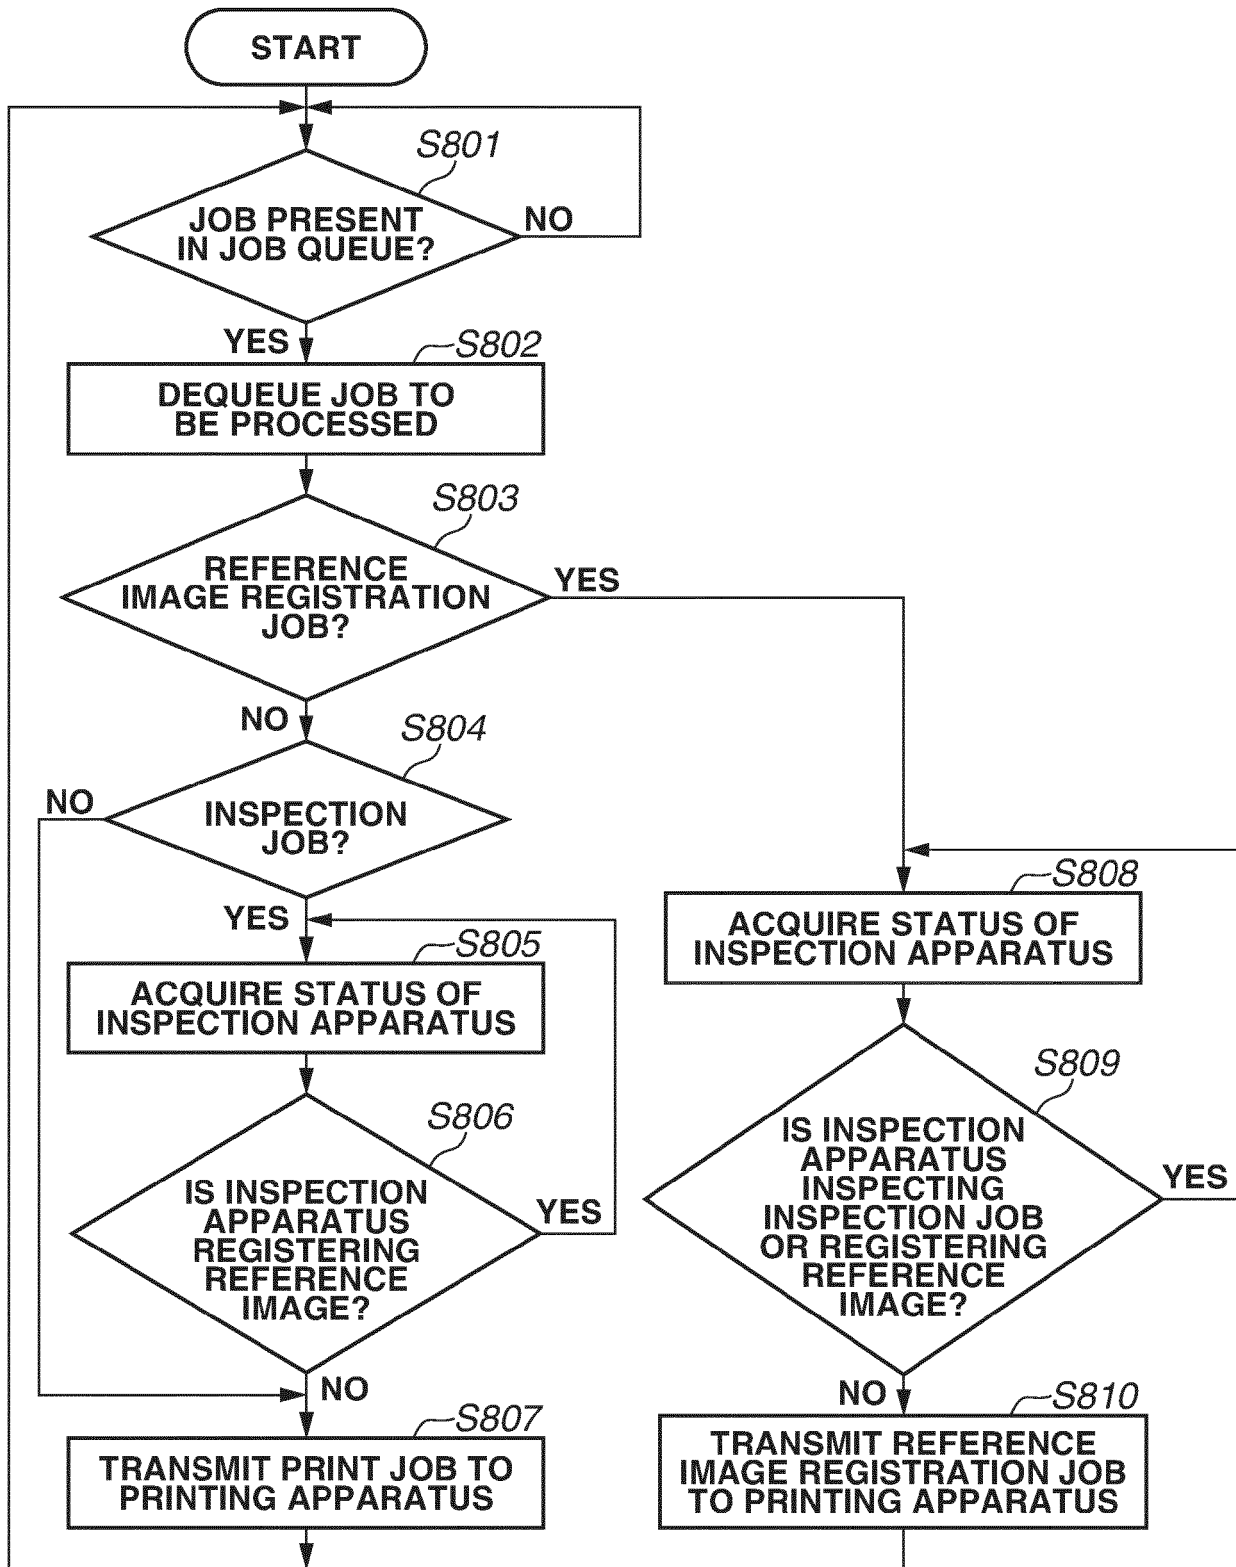 START
S801
JOB PRESENT
IN JOB QUEUE?
NO
YES
S802
DEQUEUE JOB TO
BE PROCESSED
S803
REFERENCE
IMAGE REGISTRATION
JOB?
YES
NO
S804
NO
INSPECTION
JOB?
YES
S805
ACQUIRE STATUS OF
INSPECTION APPARATUS
S806
IS INSPECTION
APPARATUS
REGISTERING
REFERENCE
IMAGE?
YES
NO
S807
TRANSMIT PRINT JOB TO
PRINTING APPARATUS
S808
ACQUIRE STATUS OF
INSPECTION APPARATUS
S809
IS INSPECTION
APPARATUS
INSPECTING
INSPECTION JOB
OR REGISTERING
REFERENCE
IMAGE?
YES
NO
S810
TRANSMIT REFERENCE
IMAGE REGISTRATION JOB
TO PRINTING APPARATUS